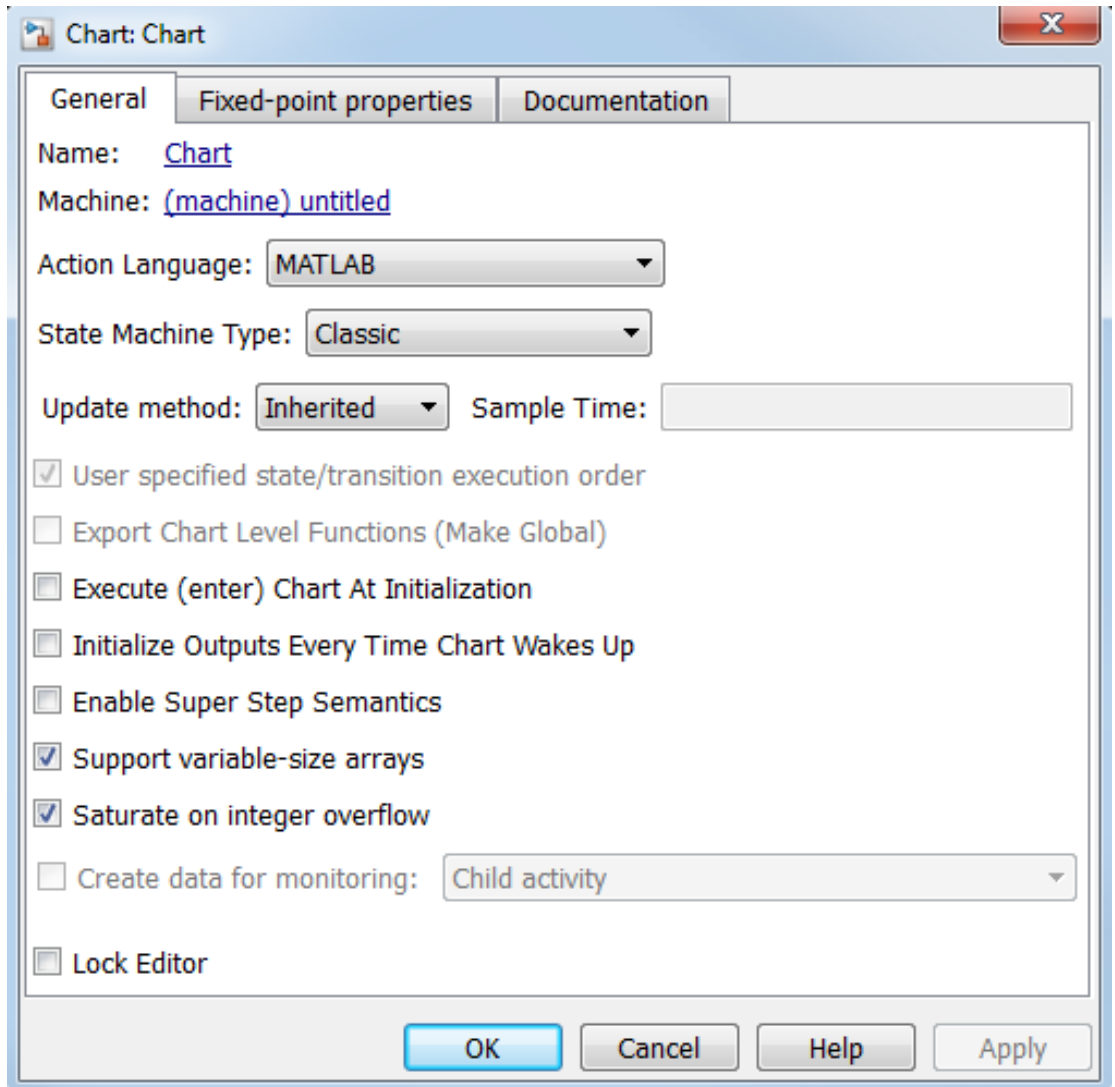 Chart: Chart
General Fixed-point properties Documentation
Name: Chart
Machine: (machine) untitled
Action Language: MATLAB
State Machine Type: Classic
Update method: Inherited Sample Time:
User specified state/transition execution order
Export Chart Level Functions (Make Global)
Execute (enter) Chart At Initialization
Initialize Outputs Every Time Chart Wakes Up
Enable Super Step Semantics
Support variable-size arrays
Saturate on integer overflow
Create data for monitoring: Child activity
Lock Editor
OK Cancel Help Apply